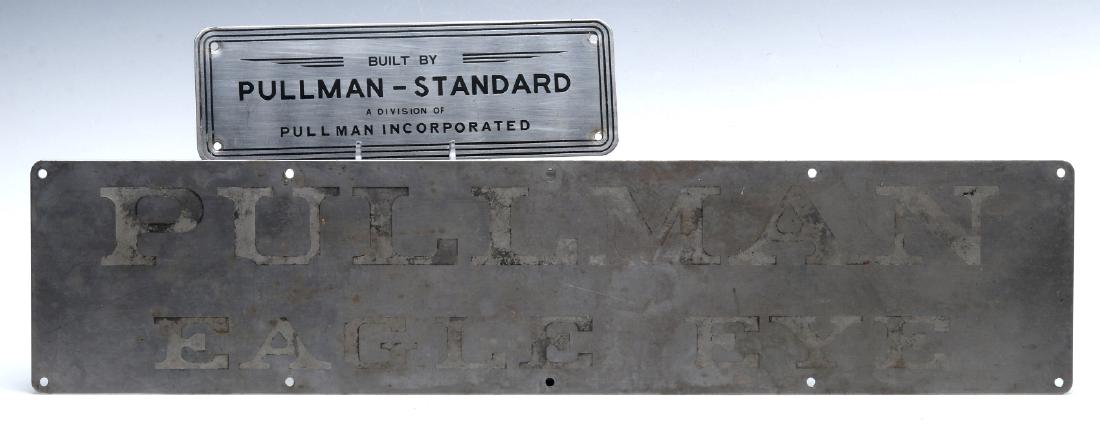 BUILT BY
PULLMAN - STANDARD
A DIVISION OF
PULLMAN INCORPORATED
PULLMAN
EAGLE EYE